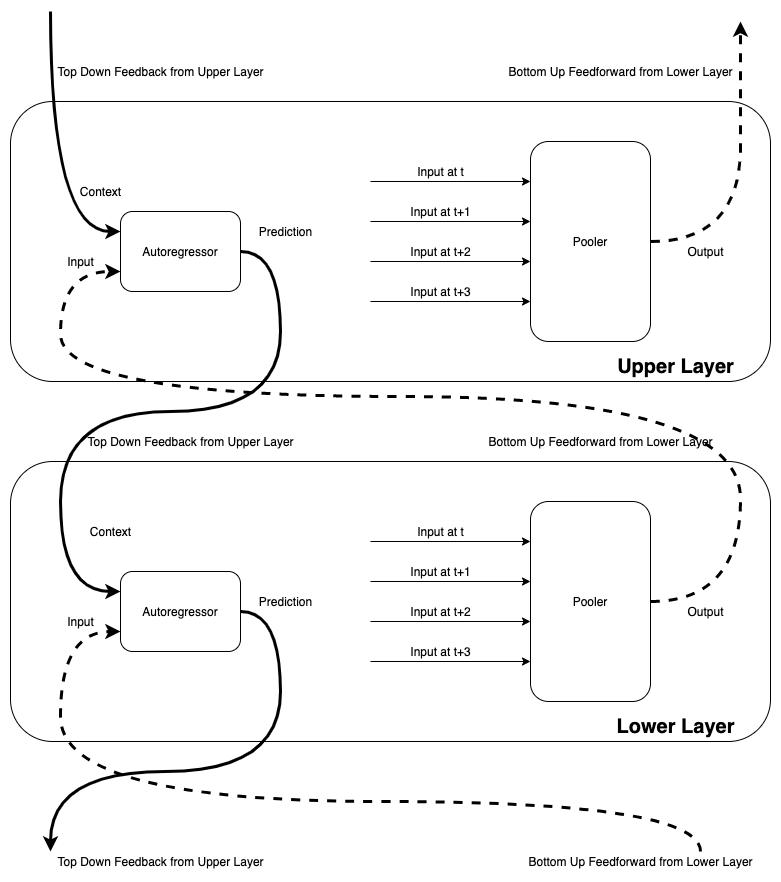 Top Down Feedback from Upper Layer
Bottom Up Feedforward from Lower Layer
Context
Input
Autoregressor
Prediction
Input at t
Input at t+1
Input at t+2
Input at t+3
Pooler
Output
Upper Layer
Top Down Feedback from Upper Layer
Bottom Up Feedforward from Lower Layer
Context
Input
Autoregressor
Prediction
Input at t
Input at t+1
Input at t+2
Input at t+3
Pooler
Output
Lower Layer
Top Down Feedback from Upper Layer
Bottom Up Feedforward from Lower Layer